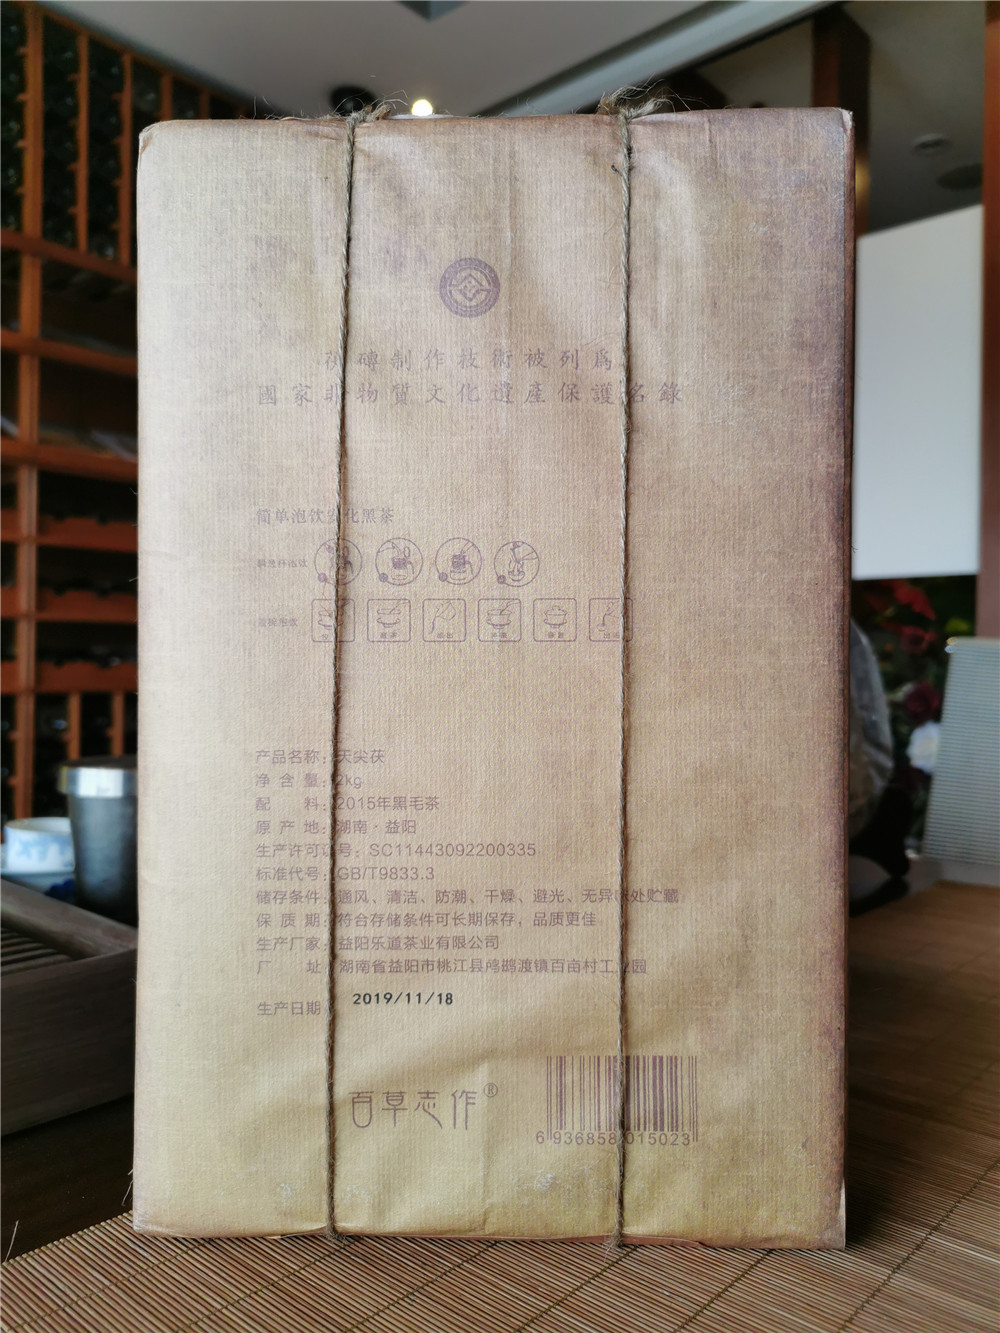 茯磚制作技術被列爲
國家非物質文化遺產保護名錄
简单泡饮安化黑茶
产品名称：天尖茯
净含量：2kg
配料：2015年黑毛茶
原产地：湖南·益阳
生产许可证号：SC11443092200335
标准代号：GB/T9833.3
储存条件：通风、清洁、防潮、干燥、避光、无异味处贮藏
保质期：符合存储条件可长期保存，品质更佳
生产厂家：益阳乐道茶业有限公司
厂址：湖南省益阳市桃江县鸬鹚渡镇百亩村工业园
生产日期：2019/11/18
百草志作®
6936858015023